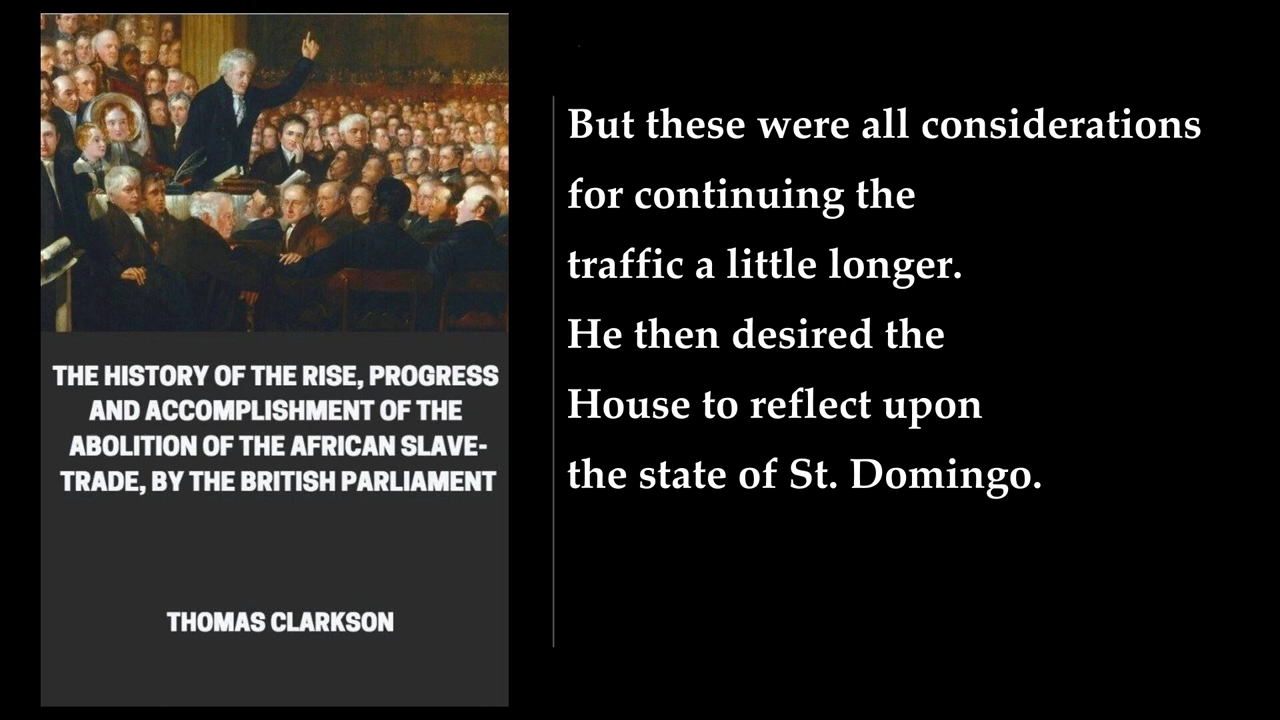 THE HISTORY OF THE RISE, PROGRESS
AND ACCOMPLISHMENT OF THE
ABOLITION OF THE AFRICAN SLAVE-
TRADE, BY THE BRITISH PARLIAMENT
THOMAS CLARKSON
But these were all considerations
for continuing the
traffic a little longer.
He then desired the
House to reflect upon
the state of St. Domingo.